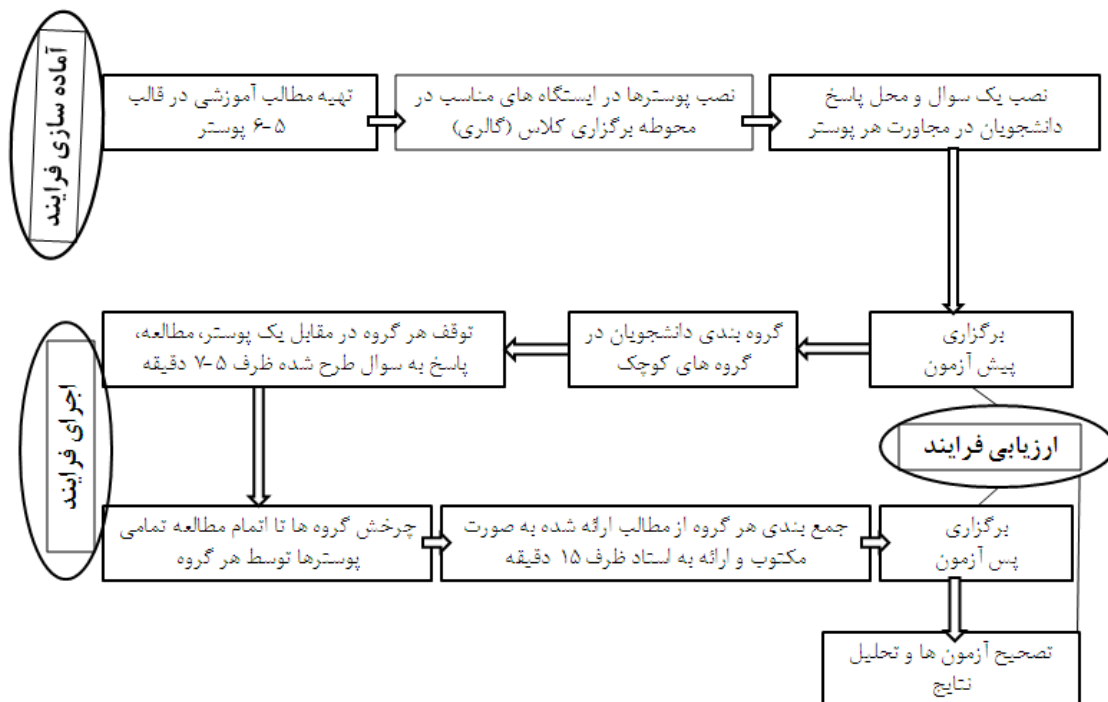 آماده سازی فرایند
تهیه مطالب آموزشی در قالب
۵-۶ پوستر
نصب پوسترها در ایستگاه های مناسب در
محوطه برگزاری کلاس (گالری)
نصب یک سوال و محل پاسخ
دانشجویان در مجاورت هر پوستر
اجرای فرایند
برگزاری
پیش آزمون
گروه بندی دانشجویان در
گروه های کوچک
توقف هر گروه در مقابل یک پوستر، مطالعه،
پاسخ به سوال طرح شده ظرف ۵-۷ دقیقه
ارزیابی فرایند
چرخش گروه ها تا اتمام مطالعه تمامی
پوسترها توسط هر گروه
جمع بندی هر گروه از مطالب ارائه شده به صورت
مکتوب و ارائه به استاد ظرف ۱۵ دقیقه
برگزاری
پس آزمون
تصحیح آزمون ها و تحلیل
نتایج